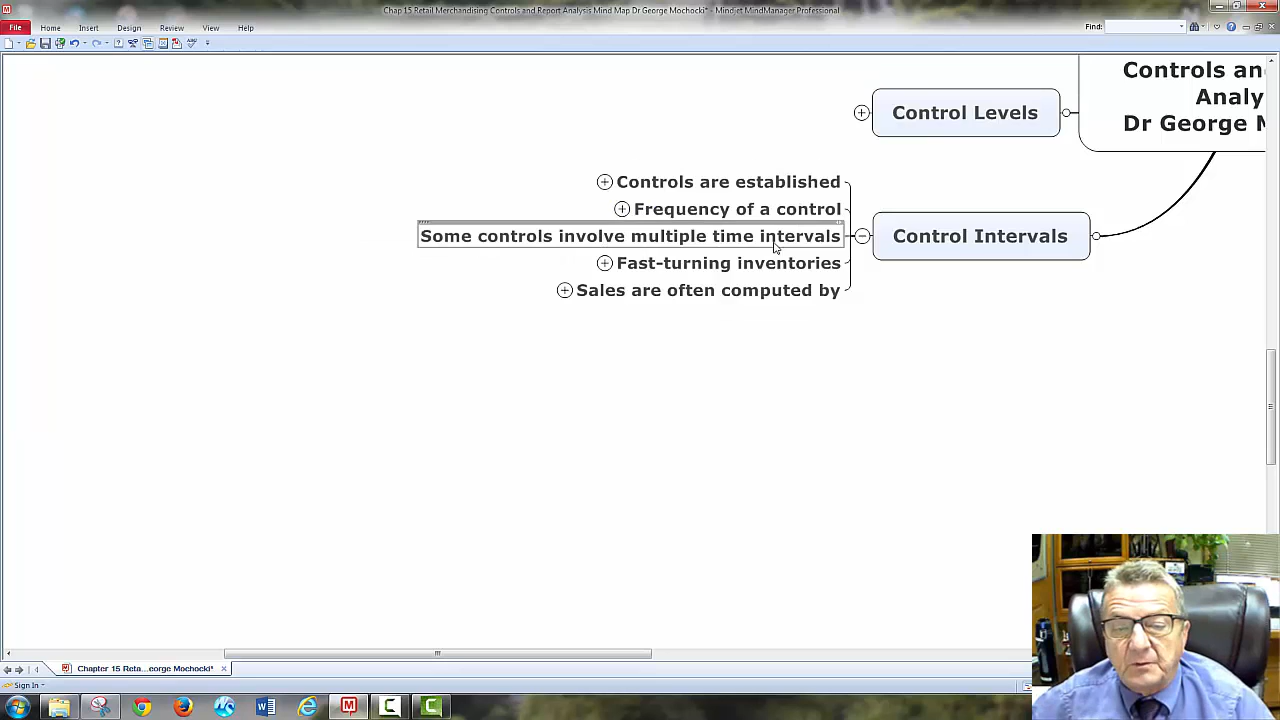 Chap 15 Retail Merchandising Controls and Report Analysis Mind Map Dr George Mochocki* - Mindjet MindManager Professional
File Home Insert Design Review View Help
Find:
Controls an
Analy
Dr George M
Control Levels
Controls are established
Frequency of a control
Some controls involve multiple time intervals
Control Intervals
Fast-turning inventories
Sales are often computed by
Chapter 15 Reta...eorge Mochocki*
Sign In